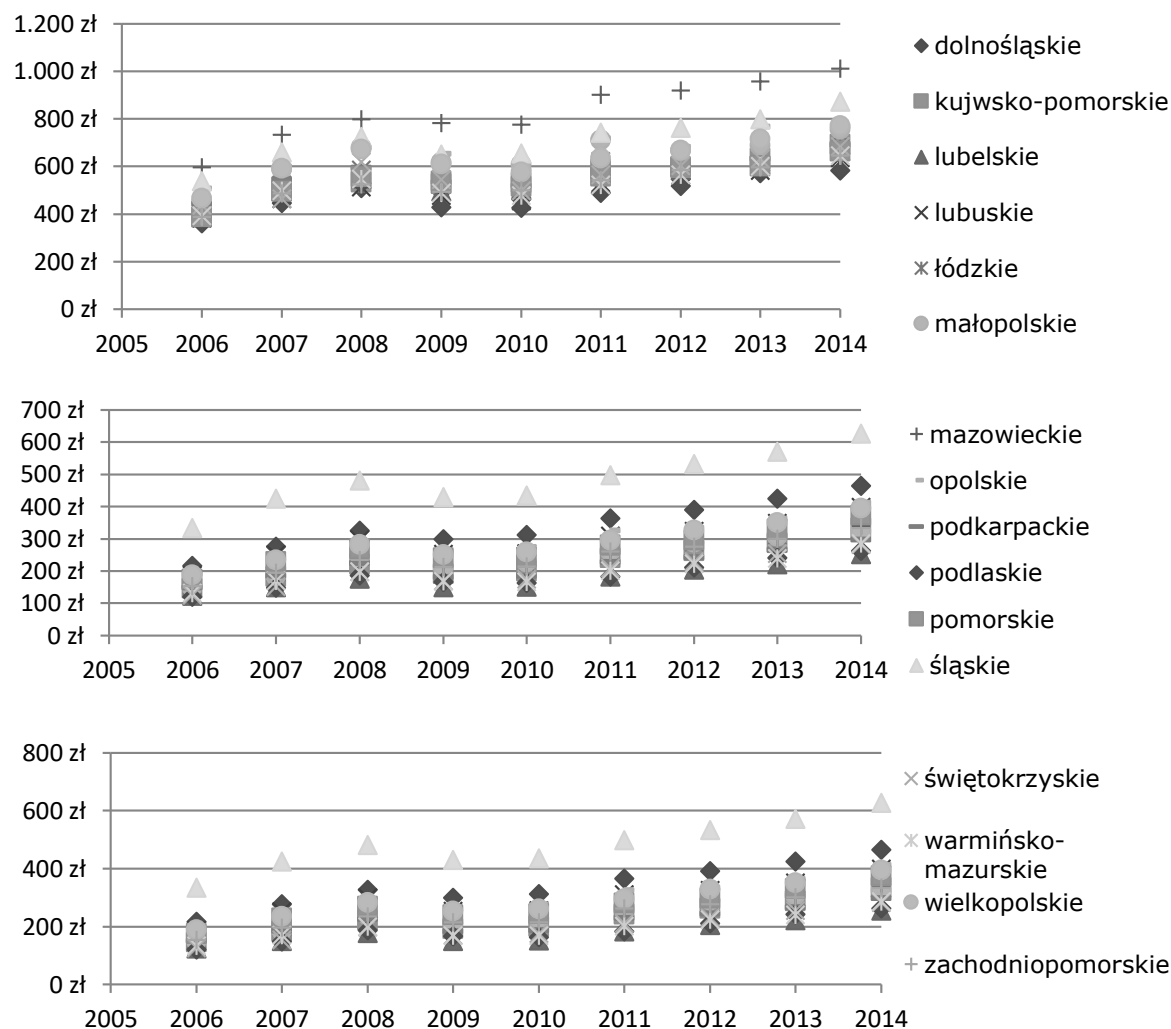 1.200 zł
1.000 zł
800 zł
600 zł
400 zł
200 zł
0 zł
2005 2006 2007 2008 2009 2010 2011 2012 2013 2014
dolnośląskie
kujwsko-pomorskie
lubelskie
lubuskie
łódzkie
małopolskie
700 zł
600 zł
500 zł
400 zł
300 zł
200 zł
100 zł
0 zł
2005 2006 2007 2008 2009 2010 2011 2012 2013 2014
mazowieckie
opolskie
podkarpackie
podlaskie
pomorskie
śląskie
800 zł
600 zł
400 zł
200 zł
0 zł
2005 2006 2007 2008 2009 2010 2011 2012 2013 2014
świętokrzyskie
warmińsko-
mazurskie
wielkopolskie
zachodniopomorskie